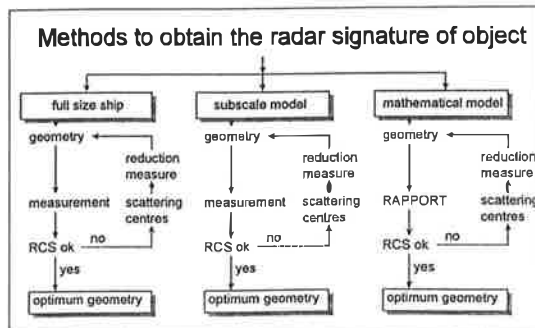 Methods to obtain the radar signature of object
full size ship
geometry
reduction
measure
measurement
scattering
centres
RCS ok
no
yes
optimum geometry
subscale model
geometry
reduction
measure
measurement
scattering
centres
RCS ok
no
yes
optimum geometry
mathematical model
geometry
reduction
measure
RAPPORT
scattering
centres
RCS ok
no
yes
optimum geometry